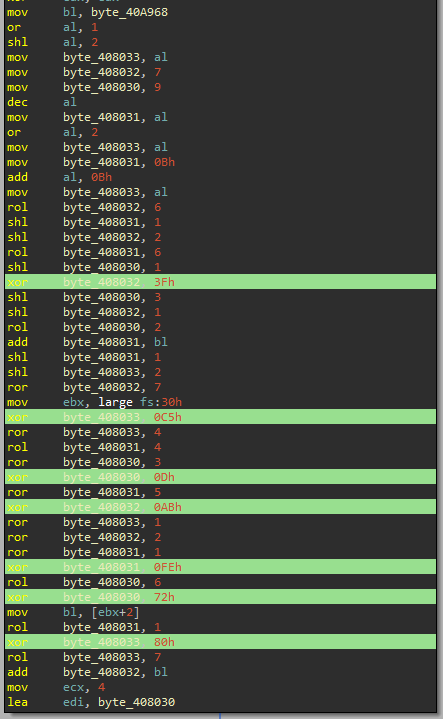 mov bl, byte_40A968
or al, 1
shl al, 2
mov byte_408033, al
mov byte_408032, 7
mov byte_408030, 9
dec al
mov byte_408031, al
or al, 2
mov byte_408033, al
mov byte_408031, 0Bh
add al, 0Bh
mov byte_408033, al
rol byte_408032, 6
shl byte_408031, 1
shl byte_408032, 2
rol byte_408031, 6
shl byte_408030, 1
xor byte_408032 3Fh
shl byte_408030, 3
shl byte_408032, 1
rol byte_408030, 2
add byte_408031, bl
shl byte_408031, 1
shl byte_408033, 2
ror byte_408032, 7
mov ebx, large fs:30h
xor byte_408033 0C5h
ror byte_408033, 4
rol byte_408031, 4
ror byte_408030, 3
xor byte_408030 0Dh
ror byte_408031, 5
xor byte_408032 0ABh
ror byte_408033, 1
ror byte_408032, 2
ror byte_408031, 1
xor byte_408031 0FEh
rol byte_408030, 6
xor byte_408030 72h
mov bl, [ebx+2]
rol byte_408031, 1
xor byte_408033 80h
rol byte_408033, 7
add byte_408032, bl
mov ecx, 4
lea edi, byte_408030